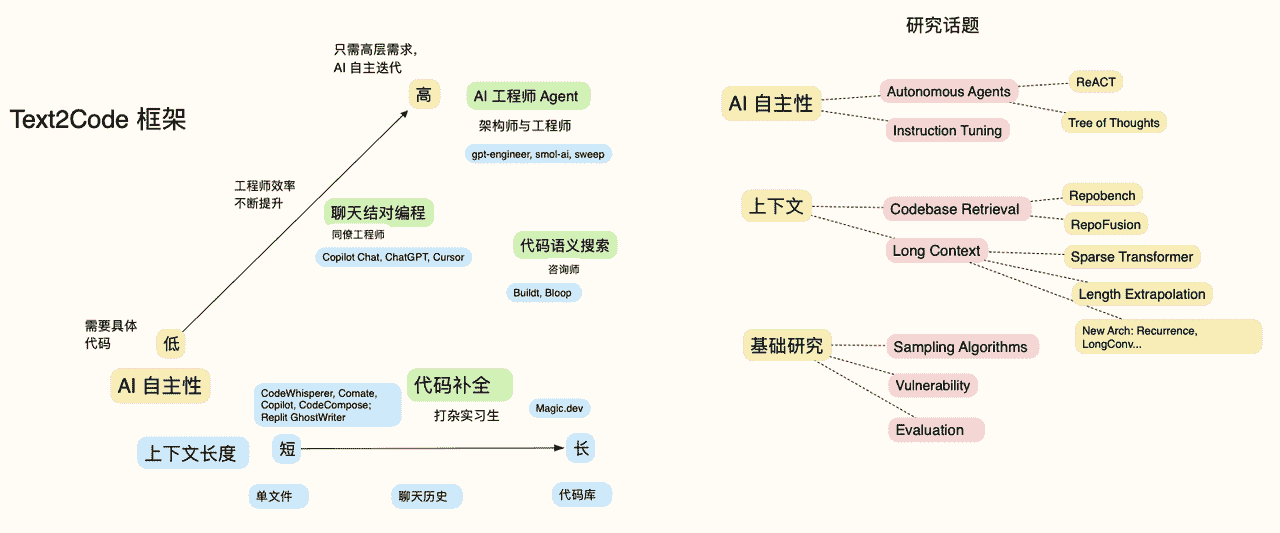 Text2Code 框架
只需高层需求，
AI 自主迭代
高
AI 工程师 Agent
架构师与工程师
gpt-engineer, smol-ai, sweep
工程师效率
不断提升
聊天结对编程
同僚工程师
Copilot Chat, ChatGPT, Cursor
代码语义搜索
咨询师
Buildt, Bloop
需要具体
代码
低
AI 自主性
CodeWhisperer, Comate,
Copilot, CodeCompose;
Replit GhostWriter
代码补全
打杂实习生
Magic.dev
上下文长度
短
长
单文件
聊天历史
代码库
研究话题
AI 自主性
Autonomous Agents
ReACT
Tree of Thoughts
Instruction Tuning
上下文
Codebase Retrieval
Repobench
RepoFusion
Long Context
Sparse Transformer
Length Extrapolation
New Arch: Recurrence,
LongConv...
基础研究
Sampling Algorithms
Vulnerability
Evaluation